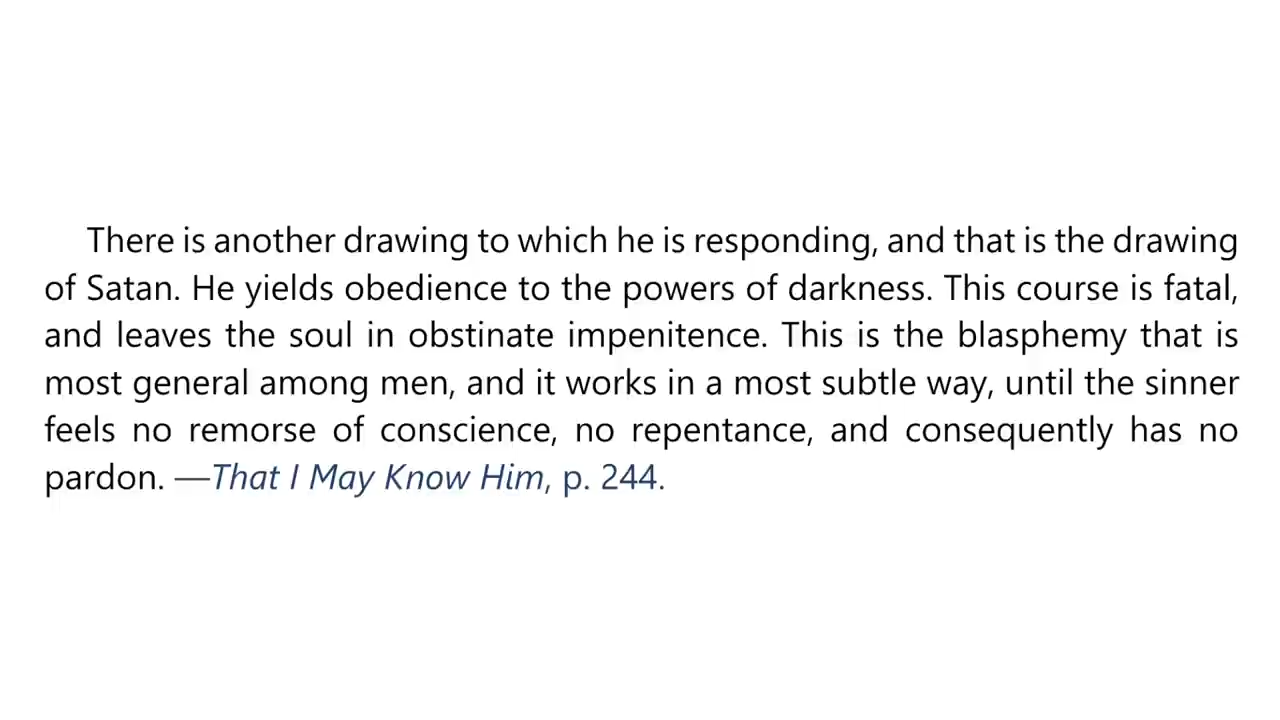 There is another drawing to which he is responding, and that is the drawing
of Satan. He yields obedience to the powers of darkness. This course is fatal,
and leaves the soul in obstinate impenitence. This is the blasphemy that is
most general among men, and it works in a most subtle way, until the sinner
feels no remorse of conscience, no repentance, and consequently has no
pardon. —That I May Know Him, p. 244.